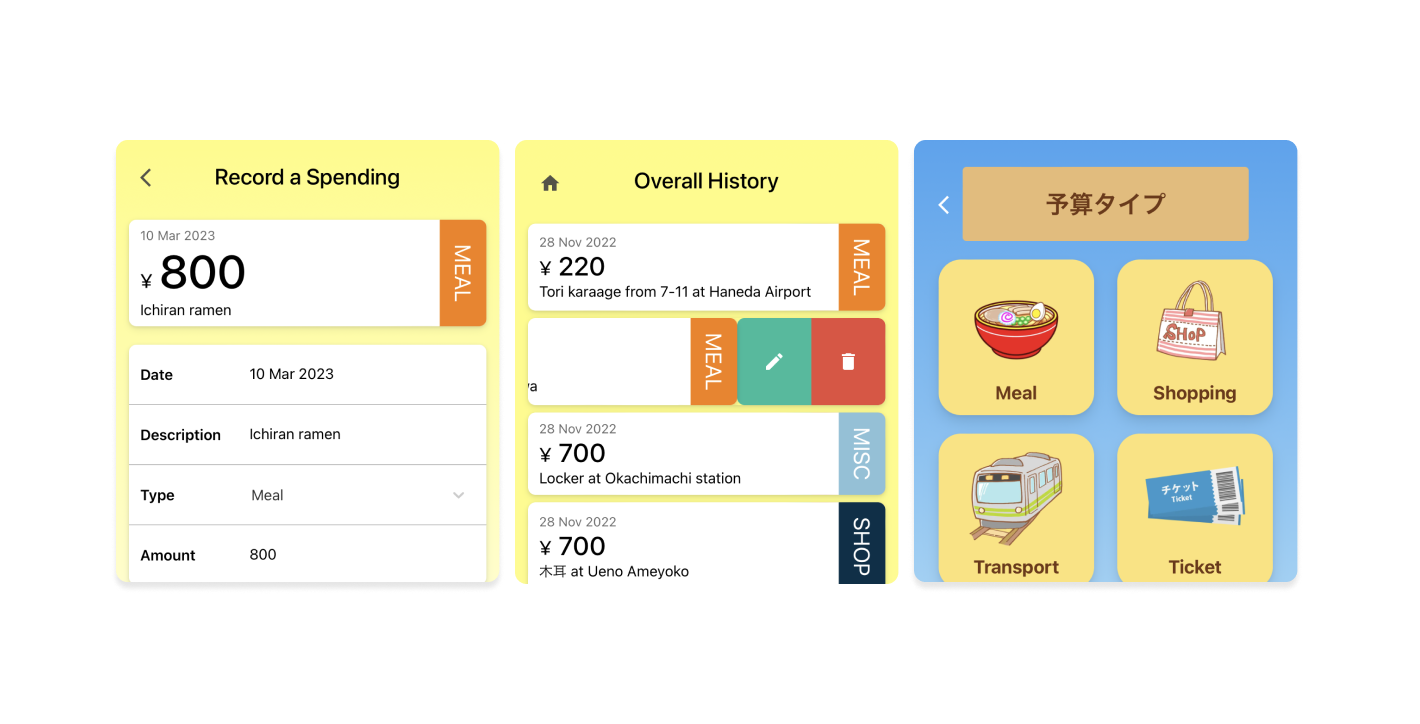 Record a Spending
10 Mar 2023
¥ 800
Ichiran ramen
MEAL
Date 10 Mar 2023
Description Ichiran ramen
Type Meal
Amount 800
Overall History
28 Nov 2022
¥ 220
Tori karaage from 7-11 at Haneda Airport
MEAL
MEAL
28 Nov 2022
¥ 700
Locker at Okachimachi station
MISC
28 Nov 2022
¥ 700
木耳 at Ueno Ameyoko
SHOP
予算タイプ
Meal
SHOP
Shopping
Transport
チケット
Ticket
Ticket